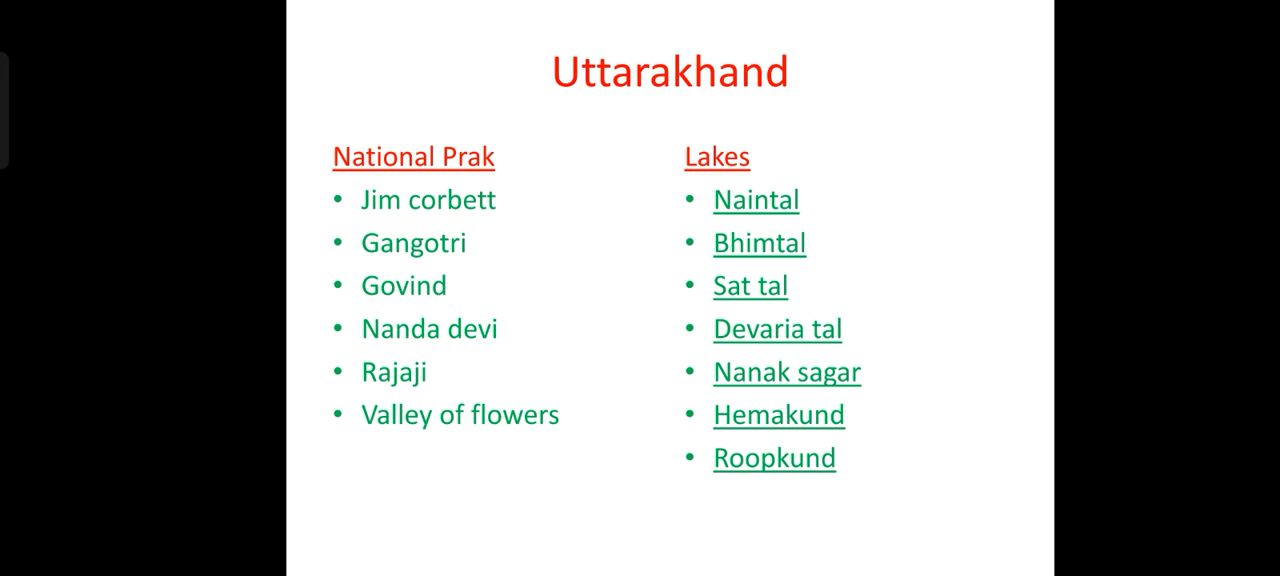 Uttarakhand
National Prak
• Jim corbett
• Gangotri
• Govind
• Nanda devi
• Rajaji
• Valley of flowers
Lakes
• Naintal
• Bhimtal
• Sat tal
• Devaria tal
• Nanak sagar
• Hemakund
• Roopkund